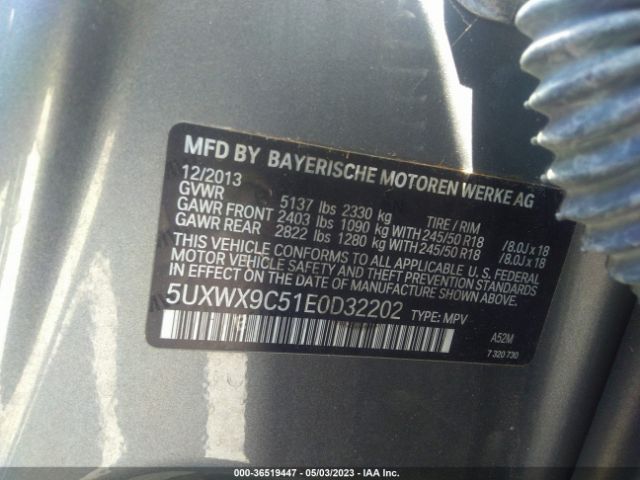 MFD BY BAYERISCHE MOTOREN WERKE AG
12/2013
GVWR 5137 lbs 2330 kg TIRE / RIM
GAWR FRONT 2403 lbs 1090 kg WITH 245/50 R18 /8.0J x 18
GAWR REAR 2822 lbs 1280 kg WITH 245/50 R18 /8.0J x 18
THIS VEHICLE CONFORMS TO ALL APPLICABLE U.S. FEDERAL
MOTOR VEHICLE SAFETY AND THEFT PREVENTION STANDARDS
IN EFFECT ON THE DATE OF MANUFACTURE SHOWN ABOVE.
5UXWX9C51E0D32202 TYPE: MPV
A52M
7 320 730
000-36519447 - 05/03/2023 - IAA Inc.